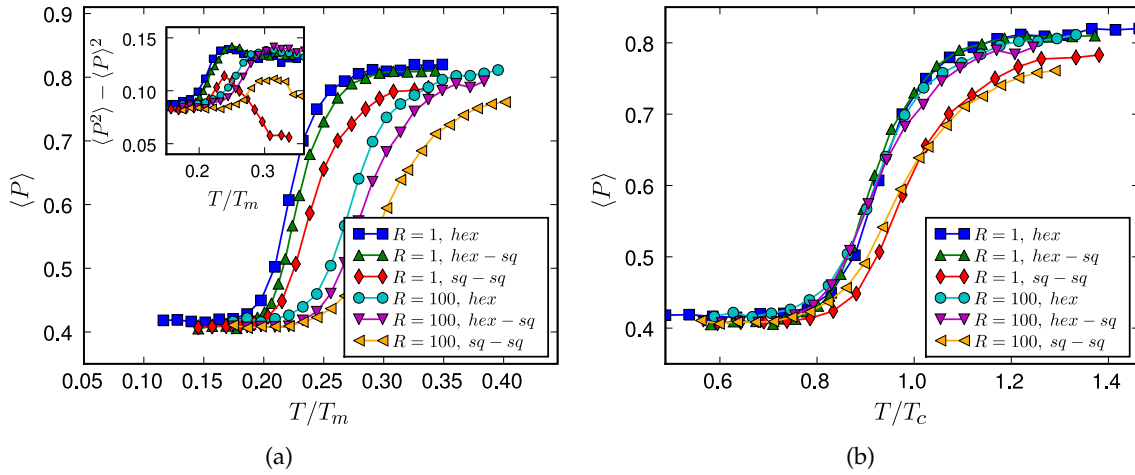 0.9
0.8
0.7
0.6
0.5
0.4
⟨P⟩
0.05 0.10 0.15 0.20 0.25 0.30 0.35 0.40
T/T_m
⟨P²⟩ − ⟨P⟩²
0.15
0.10
0.05
0.2 0.3
T/T_m
R = 1, hex
R = 1, hex − sq
R = 1, sq − sq
R = 100, hex
R = 100, hex − sq
R = 100, sq − sq
(a)
0.8
0.7
0.6
0.5
0.4
⟨P⟩
0.6 0.8 1.0 1.2 1.4
T/T_c
R = 1, hex
R = 1, hex − sq
R = 1, sq − sq
R = 100, hex
R = 100, hex − sq
R = 100, sq − sq
(b)